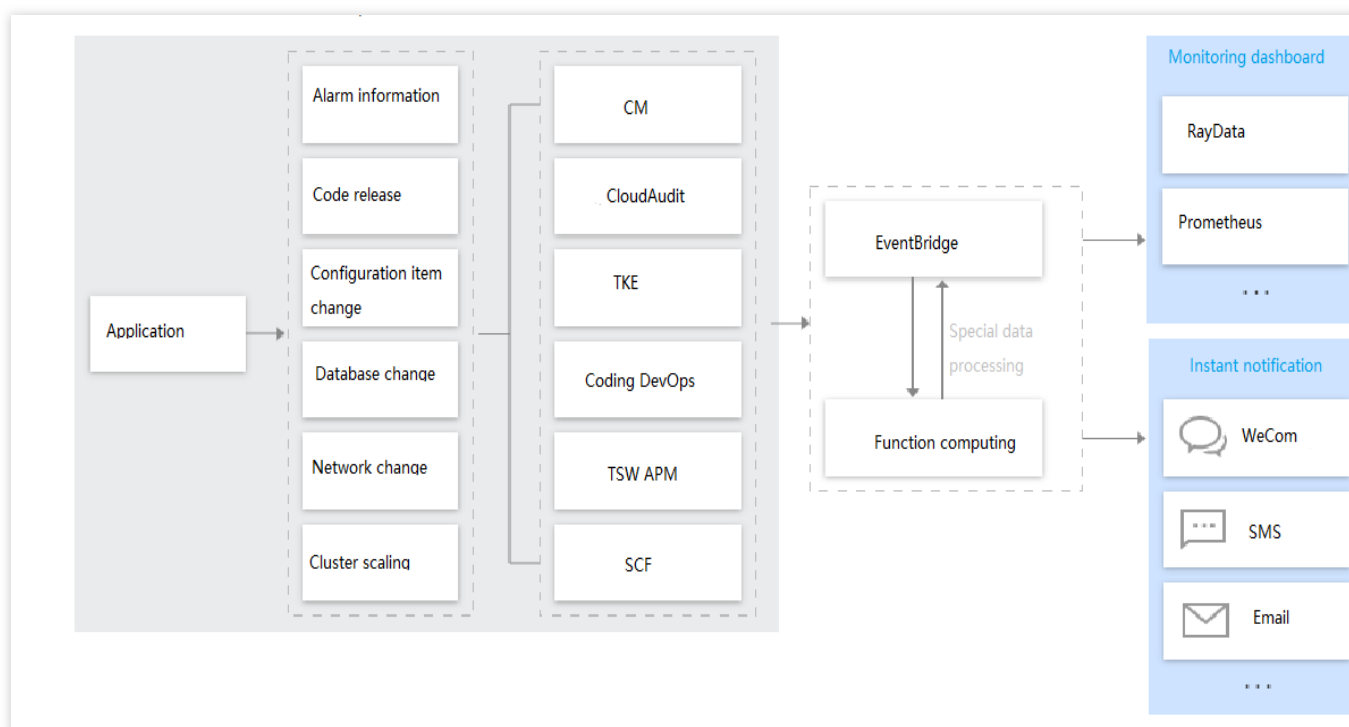 Application
Alarm information
Code release
Configuration item
change
Database change
Network change
Cluster scaling
CM
CloudAudit
TKE
Coding DevOps
TSW APM
SCF
EventBridge
Special data
processing
Function computing
Monitoring dashboard
RayData
Prometheus
...
Instant notification
WeCom
SMS
Email
...